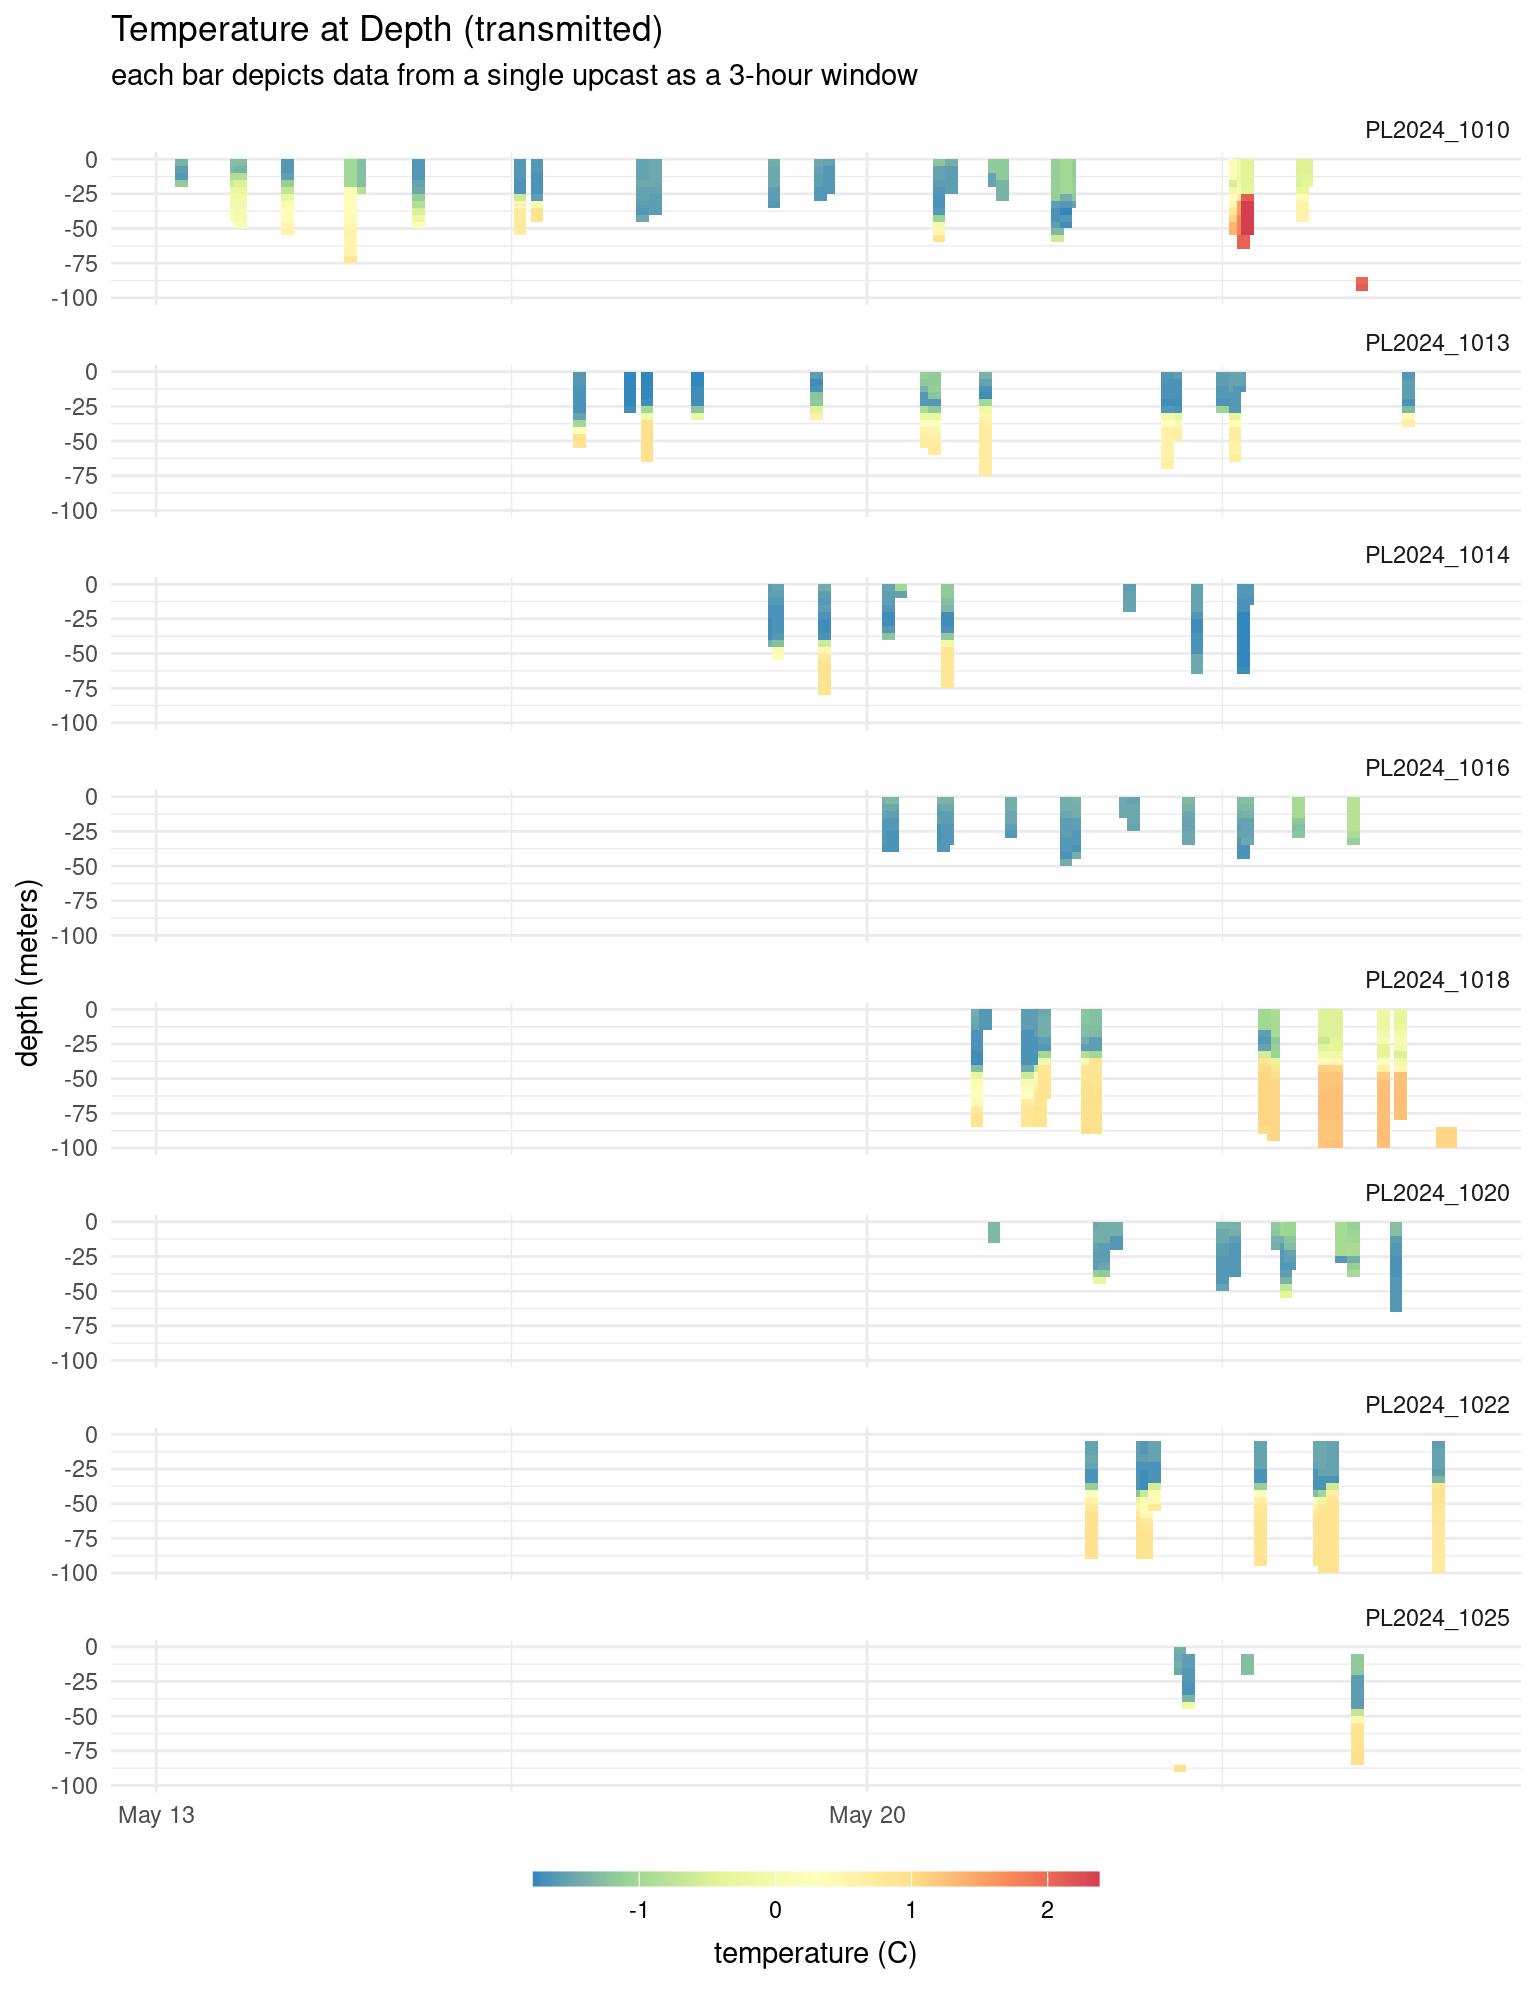 Temperature at Depth (transmitted)
each bar depicts data from a single upcast as a 3-hour window
PL2024_1010
0
-25
-50
-75
-100
PL2024_1013
0
-25
-50
-75
-100
PL2024_1014
0
-25
-50
-75
-100
PL2024_1016
0
-25
-50
-75
-100
depth (meters)
PL2024_1018
0
-25
-50
-75
-100
PL2024_1020
0
-25
-50
-75
-100
PL2024_1022
0
-25
-50
-75
-100
PL2024_1025
0
-25
-50
-75
-100
May 13 May 20
-1 0 1 2
temperature (C)